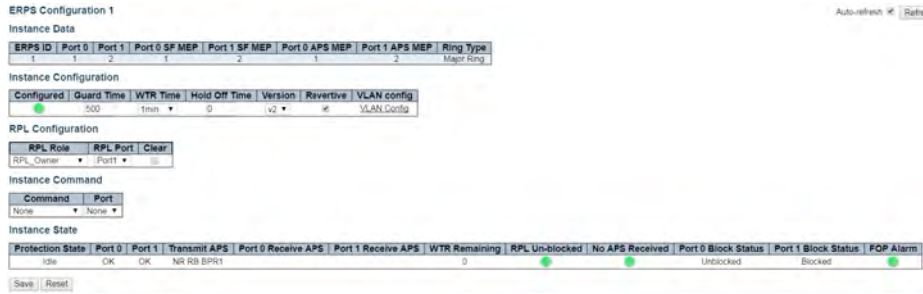 ERPS Configuration 1
Auto-refresh Refre
Instance Data
ERPS ID Port 0 Port 1 Port 0 SF MEP Port 1 SF MEP Port 0 APS MEP Port 1 APS MEP Ring Type
1 1 2 1 2 1 2 Major Ring
Instance Configuration
Configured Guard Time WTR Time Hold Off Time Version Revertive VLAN config
500 1min 0 v2 VLAN Config
RPL Configuration
RPL Role RPL Port Clear
RPL_Owner Port1
Instance Command
Command Port
None None
Instance State
Protection State Port 0 Port 1 Transmit APS Port 0 Receive APS Port 1 Receive APS WTR Remaining RPL Un-blocked No APS Received Port 0 Block Status Port 1 Block Status FOP Alarm
Idle OK OK NR RB BPR1 0 Unblocked Blocked
Save Reset